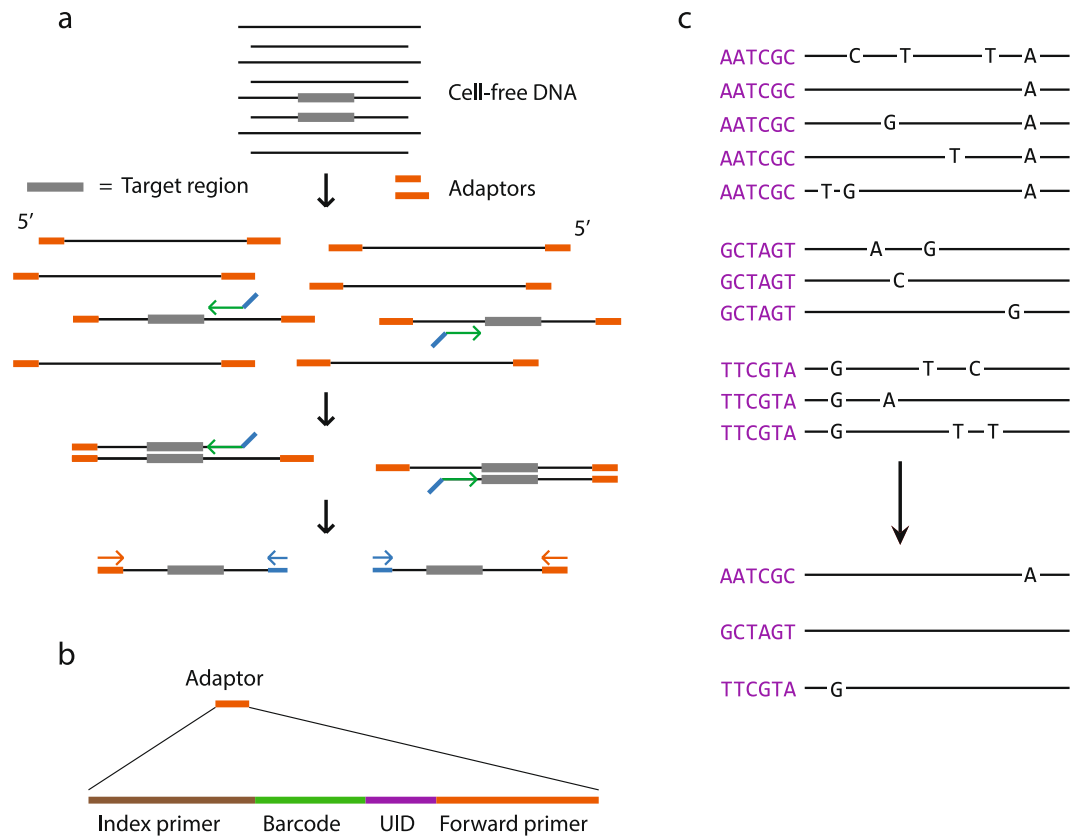 a
Cell-free DNA
= Target region
Adaptors
5’
5’
b
Adaptor
Index primer
Barcode
UID
Forward primer
c
AATCGC C T T A
AATCGC A
AATCGC G A
AATCGC T A
AATCGC T G A
GCTAGT A G
GCTAGT C
GCTAGT G
TTCGTA G T C
TTCGTA G A
TTCGTA G T T
AATCGC A
GCTAGT
TTCGTA G